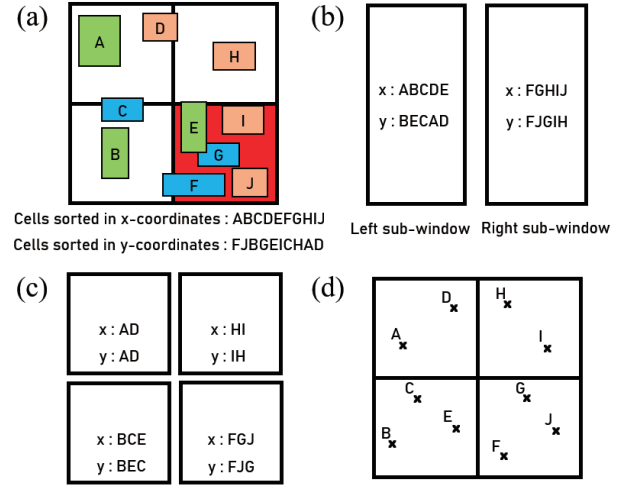 (a)
A
D
H
C
E
I
B
G
F
J
Cells sorted in x-coordinates : ABCDEFGHIJ
Cells sorted in y-coordinates : FJBGEICHAD
(b)
x : ABCDE
y : BECAD
x : FGHIJ
y : FJGIH
Left sub-window
Right sub-window
(c)
x : AD
y : AD
x : HI
y : IH
x : BCE
y : BEC
x : FGJ
y : FJG
(d)
D
H
A
I
C
G
B
E
J
F